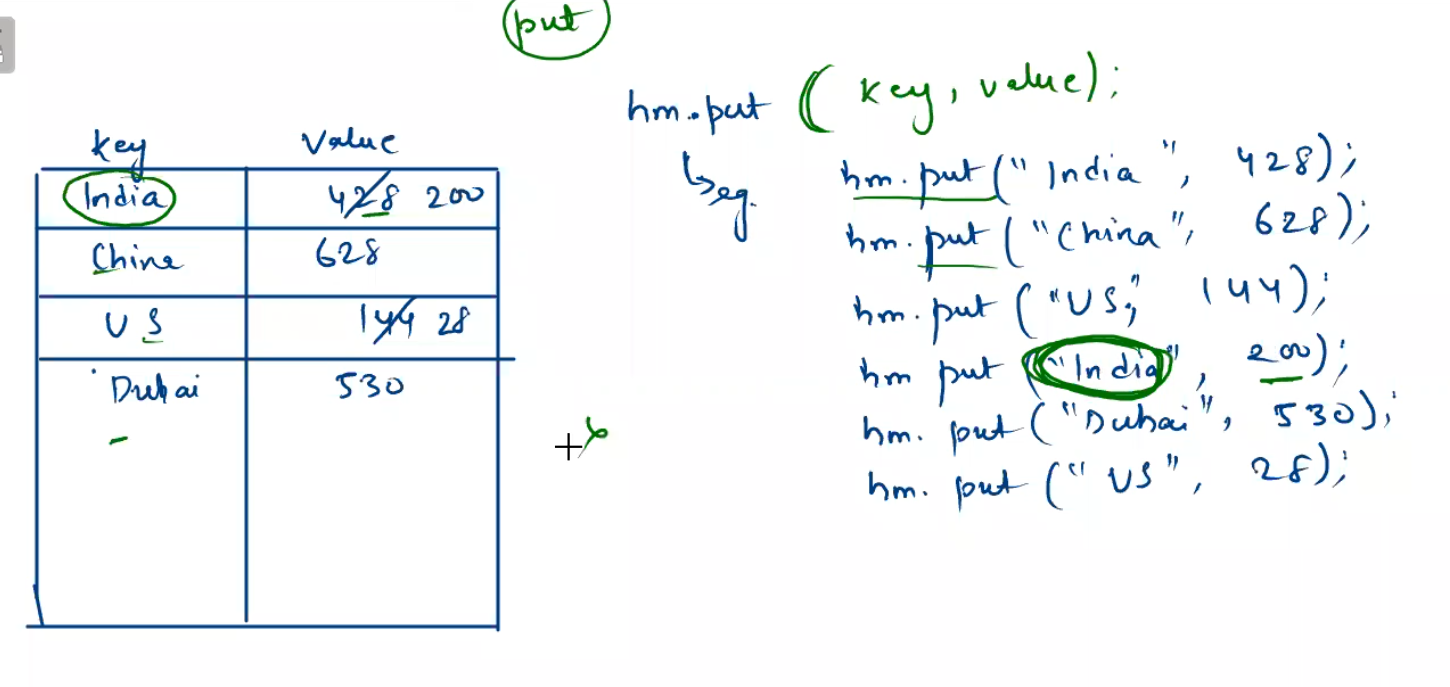 put
hm.put (key, value);
eg.
hm.put("India", 428);
hm.put("China", 628);
hm.put("US", 144);
hm put("India", 200);
hm. put("Dubai", 530);
hm. put("US", 28);
Key Value
India 428 200
China 628
US 144 28
Dubai 530